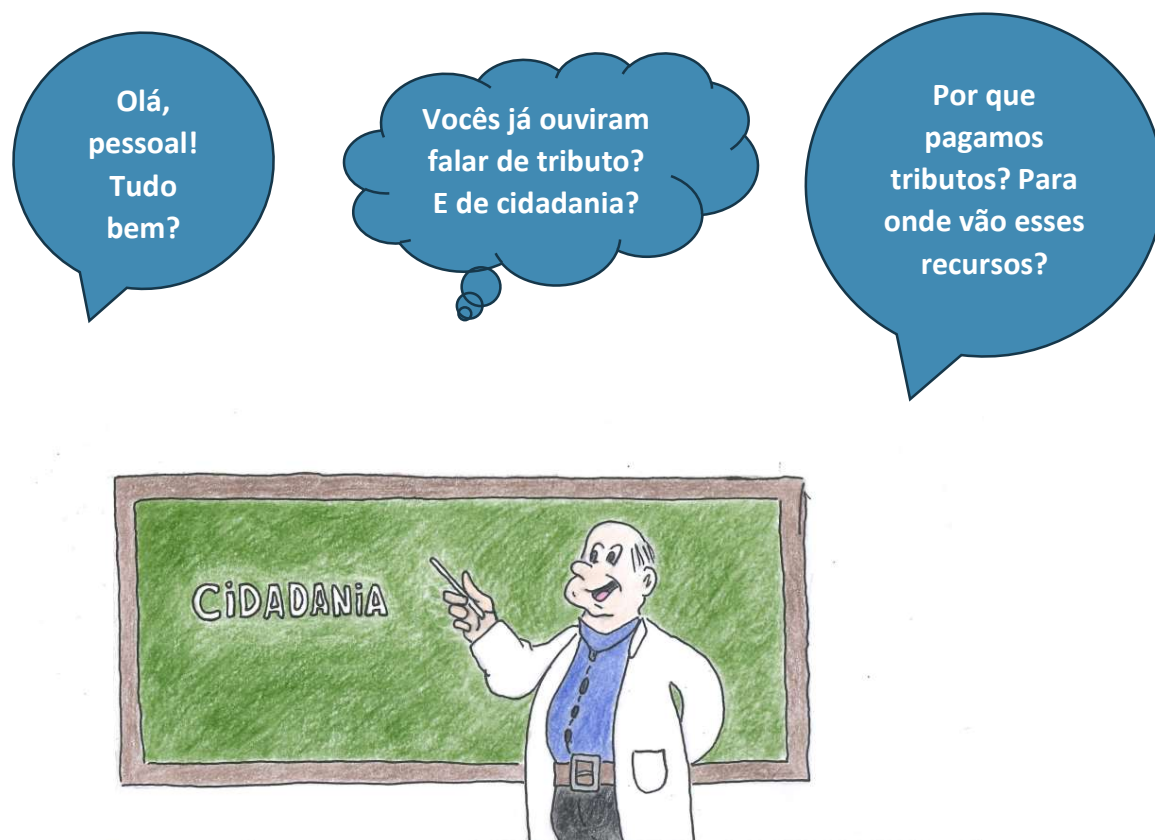 Olá,
pessoal!
Tudo
bem?
Vocês já ouviram
falar de tributo?
E de cidadania?
Por que
pagamos
tributos? Para
onde vão esses
recursos?
CiDADANiA